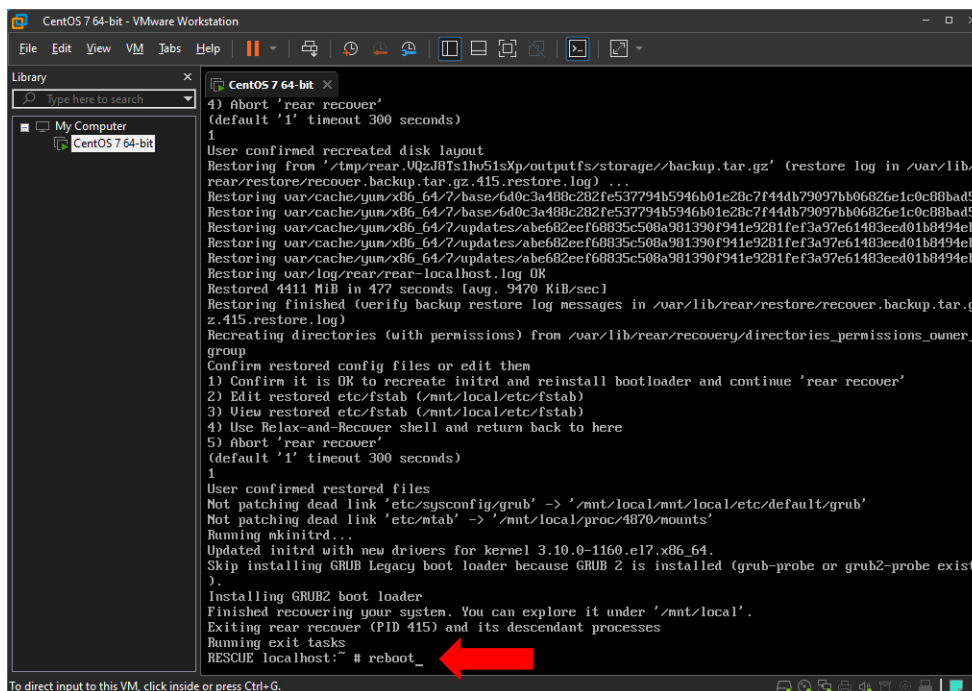 CentOS 7 64-bit - VMware Workstation
File Edit View VM Tabs Help
Library
Type here to search
My Computer
CentOS 7 64-bit
CentOS 7 64-bit
4) Abort 'rear recover'
(default '1' timeout 300 seconds)
1
User confirmed recreated disk layout
Restoring from '/tmp/rear.VQzJ8Ts1hv51sXp/outputfs/storage//backup.tar.gz' (restore log in /var/lib/
rear/restore/recover.backup.tar.gz.415.restore.log) ...
Restoring var/cache/yum/x86_64/7/base/6d0c3a488c282fe537794b5946b01e28c7f44db79097bb06826e1c0c88bad5
Restoring var/cache/yum/x86_64/7/base/6d0c3a488c282fe537794b5946b01e28c7f44db79097bb06826e1c0c88bad5
Restoring var/cache/yum/x86_64/7/updates/abe682eef68835c508a981390f941e9281fef3a97e61483eed01b8494eb
Restoring var/cache/yum/x86_64/7/updates/abe682eef68835c508a981390f941e9281fef3a97e61483eed01b8494eb
Restoring var/cache/yum/x86_64/7/updates/abe682eef68835c508a981390f941e9281fef3a97e61483eed01b8494eb
Restoring var/log/rear/rear-localhost.log OK
Restored 4411 MiB in 477 seconds [avg. 9470 KiB/sec]
Restoring finished (verify backup restore log messages in /var/lib/rear/restore/recover.backup.tar.g
z.415.restore.log)
Recreating directories (with permissions) from /var/lib/rear/recovery/directories_permissions_owner_
group
Confirm restored config files or edit them
1) Confirm it is OK to recreate initrd and reinstall bootloader and continue 'rear recover'
2) Edit restored etc/fstab (/mnt/local/etc/fstab)
3) View restored etc/fstab (/mnt/local/etc/fstab)
4) Use Relax-and-Recover shell and return back to here
5) Abort 'rear recover'
(default '1' timeout 300 seconds)
1
User confirmed restored files
Not patching dead link 'etc/sysconfig/grub' -> '/mnt/local/mnt/local/etc/default/grub'
Not patching dead link 'etc/mtab' -> '/mnt/local/proc/4870/mounts'
Running mkinitrd...
Updated initrd with new drivers for kernel 3.10.0-1160.el7.x86_64.
Skip installing GRUB Legacy boot loader because GRUB 2 is installed (grub-probe or grub2-probe exist
).
Installing GRUB2 boot loader
Finished recovering your system. You can explore it under '/mnt/local'.
Exiting rear recover (PID 415) and its descendant processes
Running exit tasks
RESCUE localhost:~ # reboot_
To direct input to this VM, click inside or press Ctrl+G.